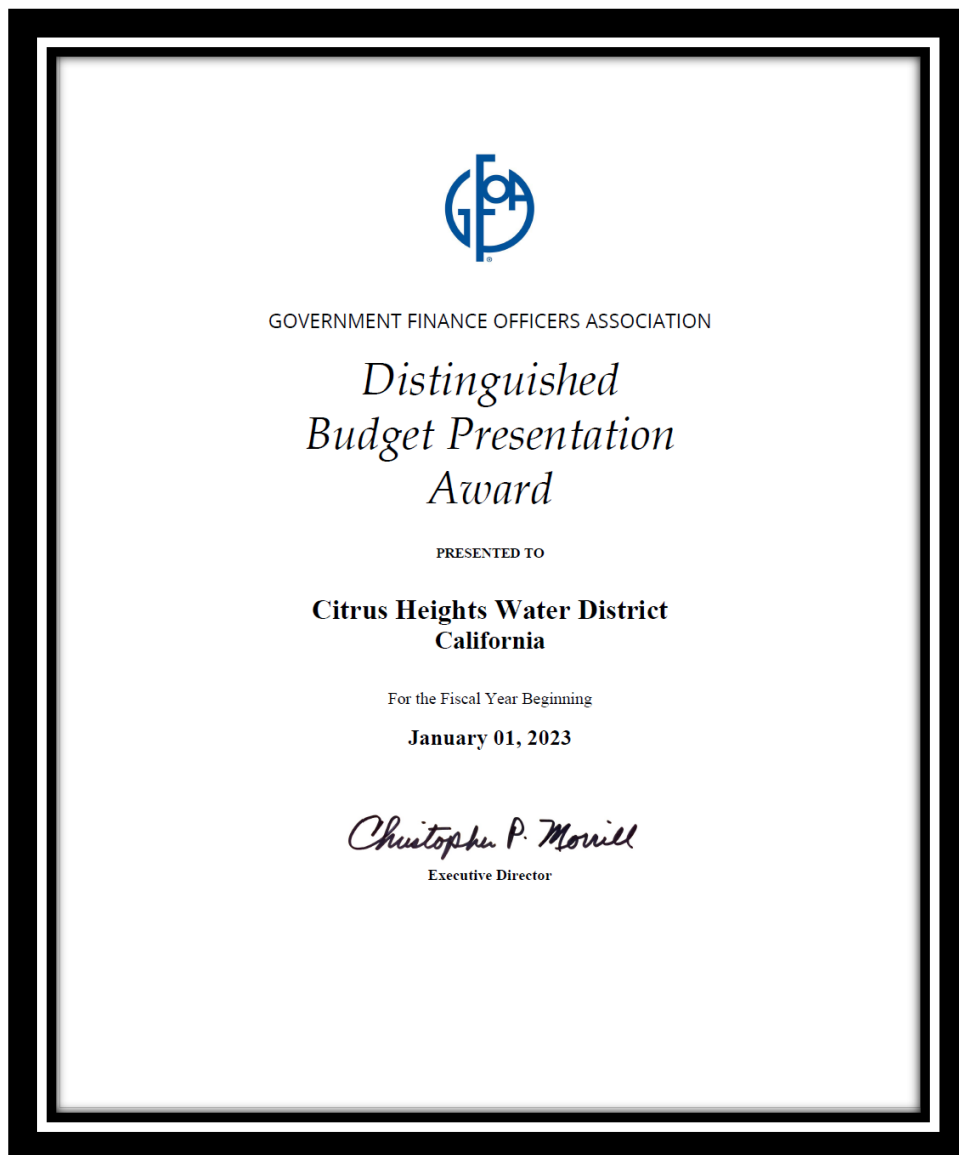 GFOA
®
GOVERNMENT FINANCE OFFICERS ASSOCIATION
Distinguished
Budget Presentation
Award
PRESENTED TO
Citrus Heights Water District
California
For the Fiscal Year Beginning
January 01, 2023
Christopher P. Morrill
Executive Director